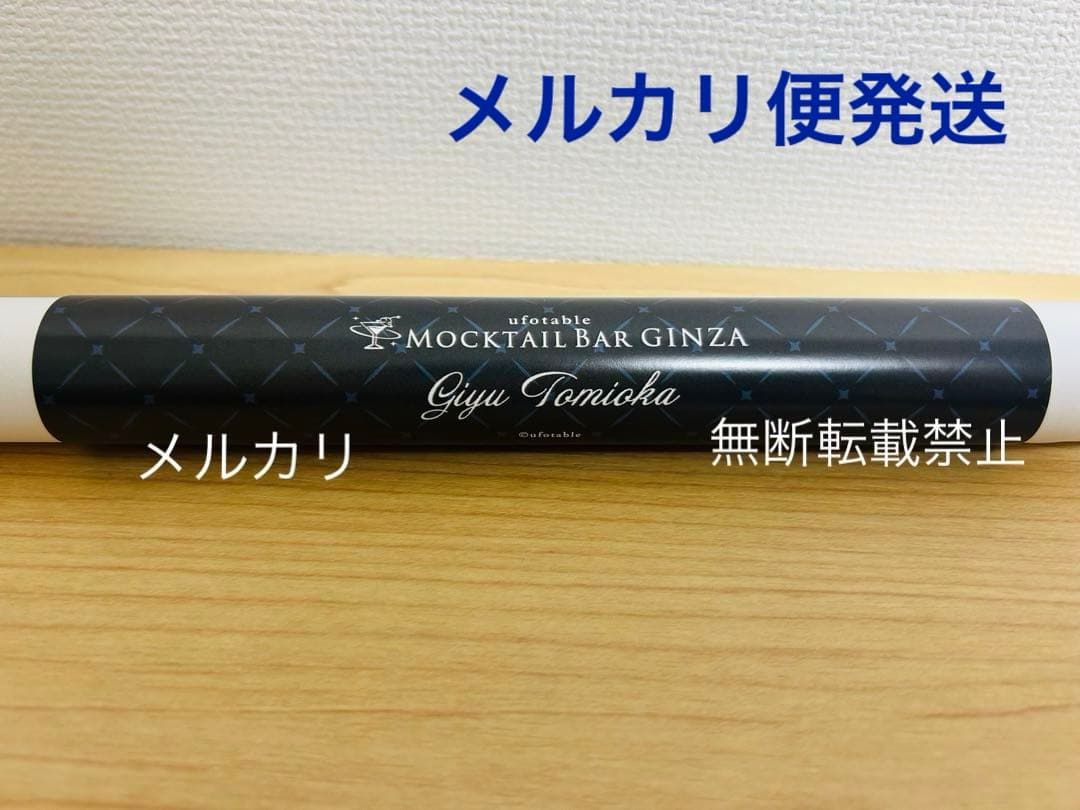 メルカリ便発送
ufotable
MOCKTAIL BAR GINZA
Giyu Tomioka
©ufotable
メルカリ
無断転載禁止